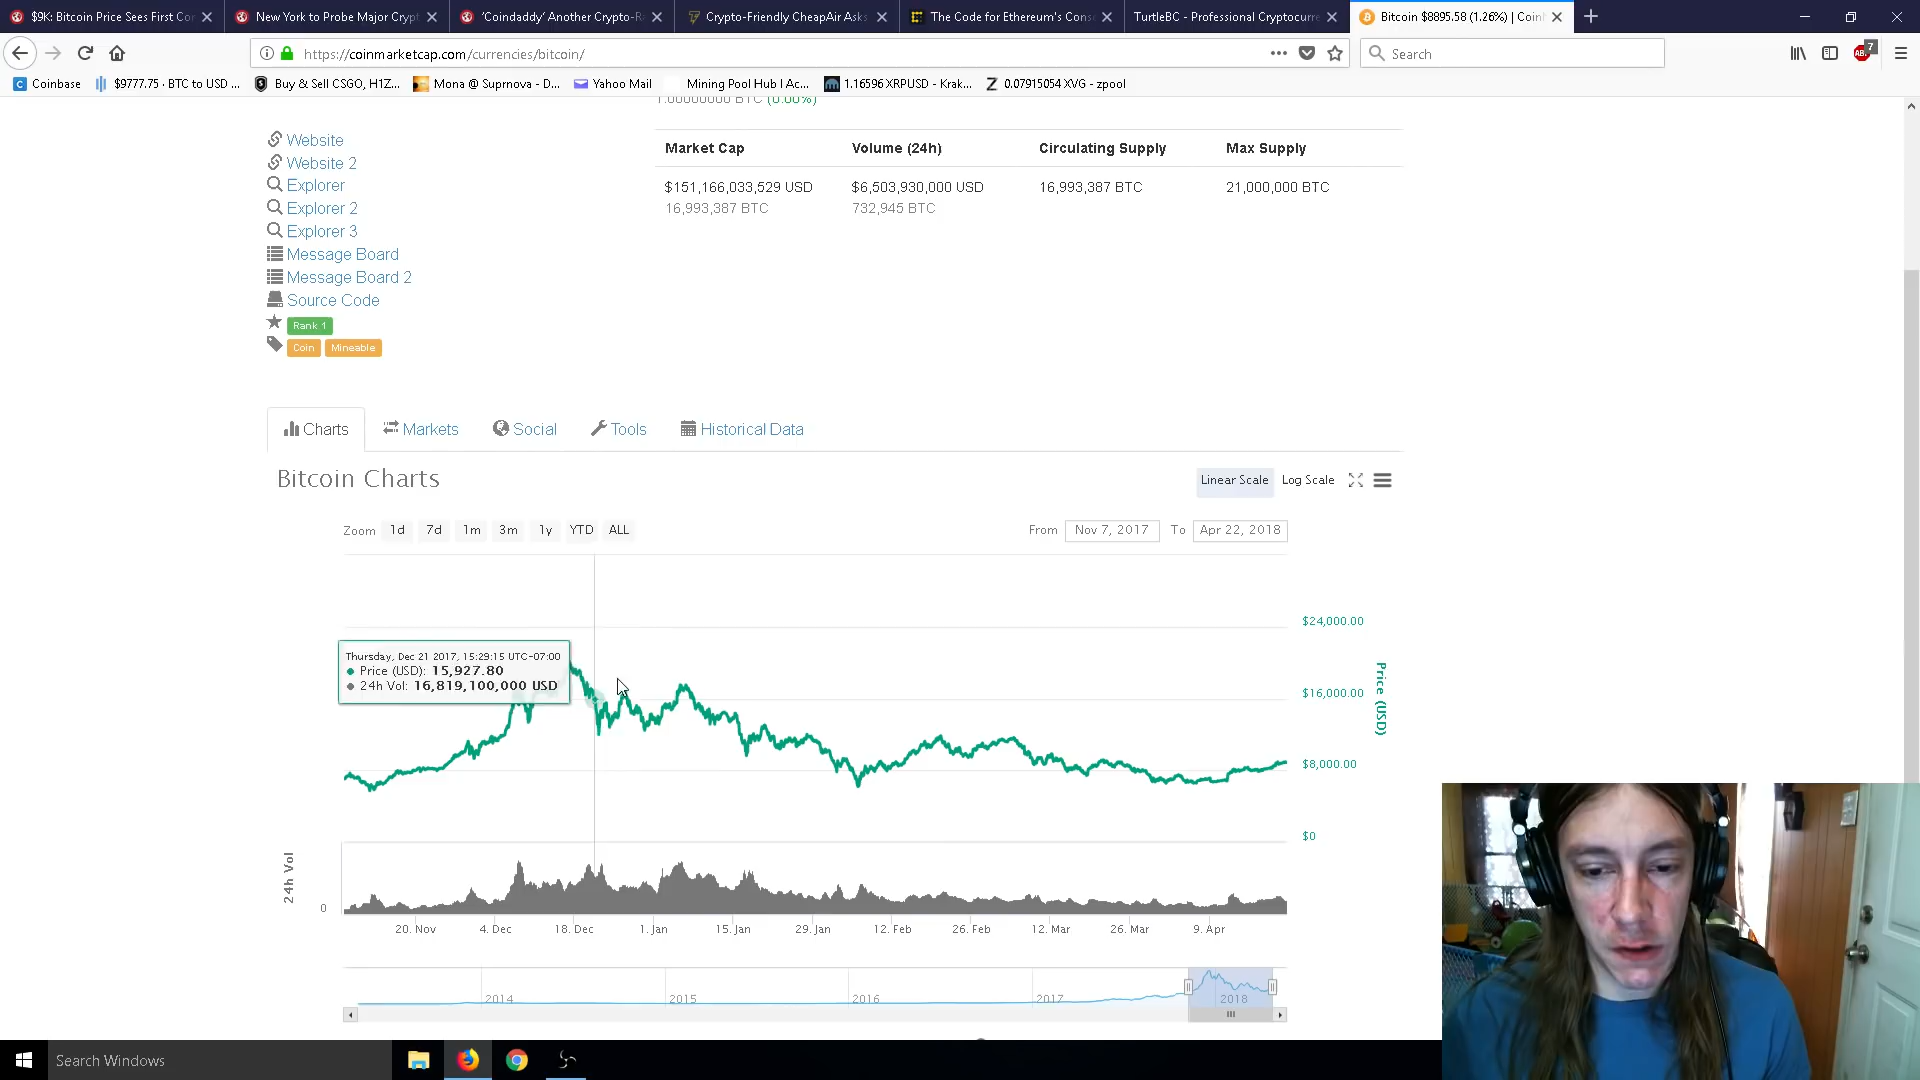 $9K: Bitcoin Price Sees First Cor
New York to Probe Major Crypt
'Coindaddy' Another Crypto-R
Crypto-Friendly CheapAir Asks
The Code for Ethereum's Cons
TurtleBC - Professional Cryptocurre
Bitcoin $8895.58 (1.26%) | Coin
https://coinmarketcap.com/currencies/bitcoin/
Search
7
Coinbase
$9777.75 · BTC to USD ...
Buy & Sell CSGO, H1Z...
Mona @ Suprnova - D...
Yahoo Mail
Mining Pool Hub | Ac...
1.16596 XRPUSD - Krak...
0.07915054 XVG - zpool
1.00000000 BTC (0.00%)
Website
Website 2
Explorer
Explorer 2
Explorer 3
Message Board
Message Board 2
Source Code
Rank 1
Coin Mineable
Market Cap Volume (24h) Circulating Supply Max Supply
$151,166,033,529 USD $6,503,930,000 USD 16,993,387 BTC 21,000,000 BTC
16,993,387 BTC 732,945 BTC
Charts Markets Social Tools Historical Data
Bitcoin Charts
Linear Scale Log Scale
Zoom 1d 7d 1m 3m 1y YTD ALL
From Nov 7, 2017 To Apr 22, 2018
Thursday, Dec 21 2017, 15:29:15 UTC-07:00
Price (USD): 15,927.80
24h Vol: 16,819,100,000 USD
$24,000.00
$16,000.00
$8,000.00
$0
Price (USD)
24h Vol
0
20. Nov 4. Dec 18. Dec 1. Jan 15. Jan 29. Jan 12. Feb 26. Feb 12. Mar 26. Mar 9. Apr
2014 2015 2016 2017 2018
Search Windows